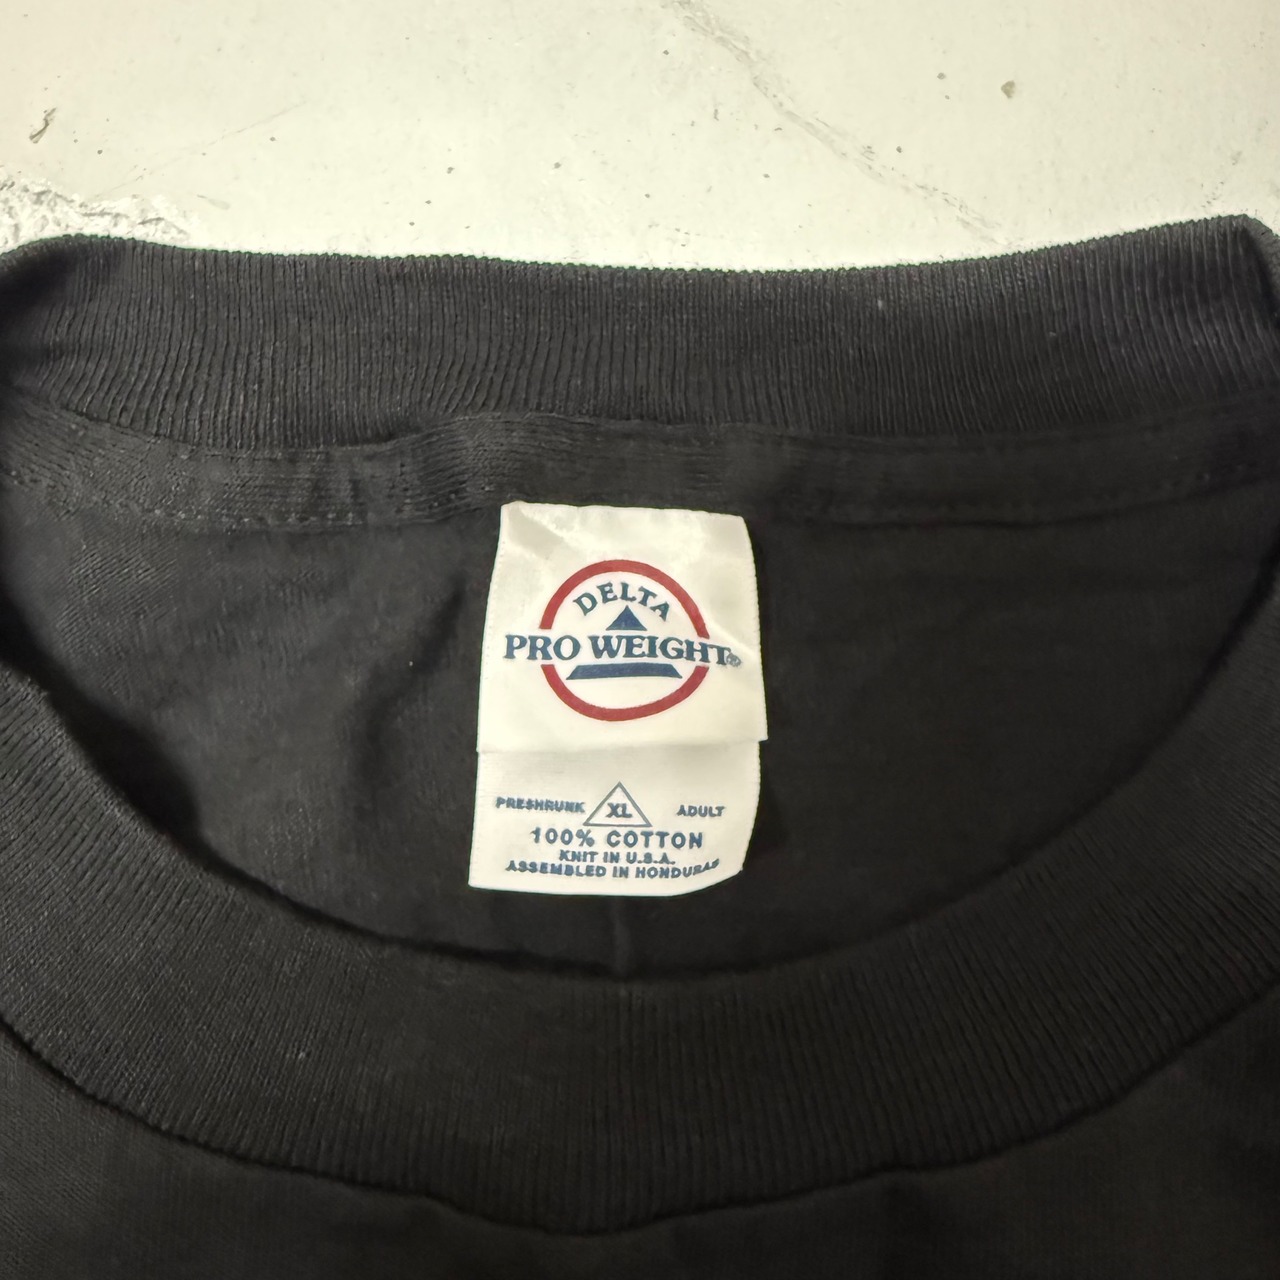 DELTA
PRO WEIGHT®
PRESHRUNK XL ADULT
100% COTTON
KNIT IN U.S.A.
ASSEMBLED IN HONDURAS